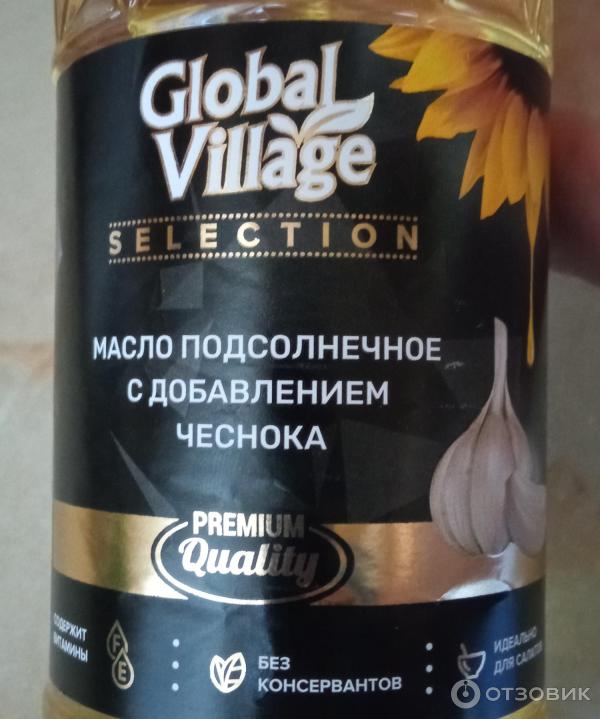 Global
Village
SELECTION
МАСЛО ПОДСОЛНЕЧНОЕ
С ДОБАВЛЕНИЕМ
ЧЕСНОКА
PREMIUM
Quality
СОДЕРЖИТ
ВИТАМИНЫ
F
E
БЕЗ
КОНСЕРВАНТОВ
ИДЕАЛЬНО
ДЛЯ САЛАТОВ
ОТЗОВИК